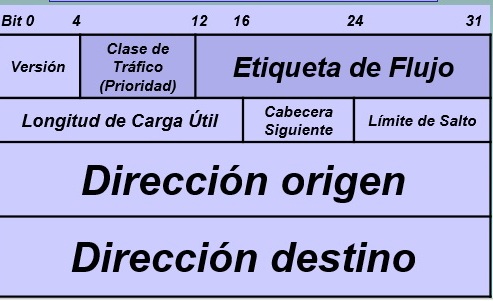 Bit 0 4 12 16 24 31
Versión
Clase de
Tráfico
(Prioridad)
Etiqueta de Flujo
Longitud de Carga Útil
Cabecera
Siguiente
Límite de Salto
Dirección origen
Dirección destino